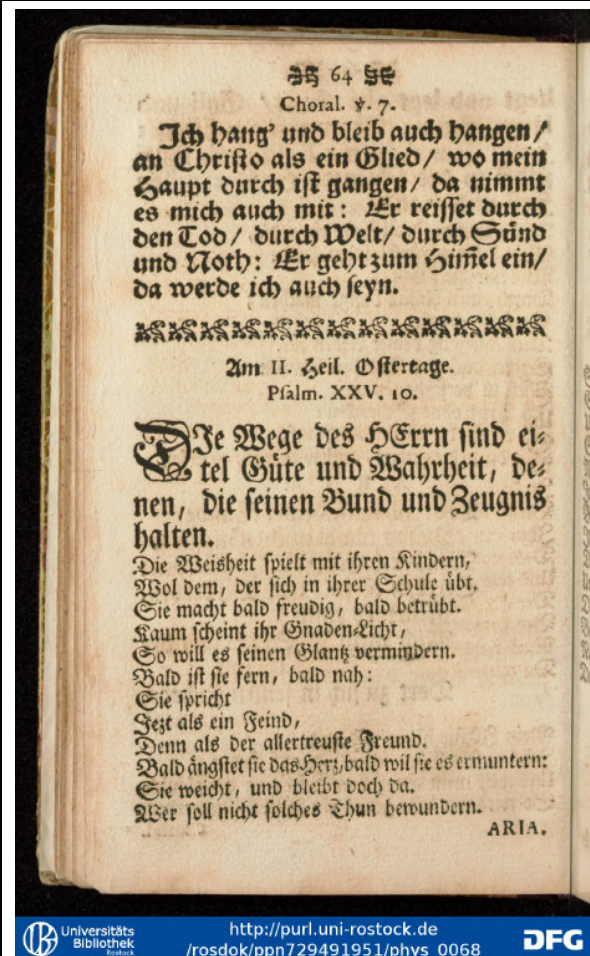 64
Choral. ℣. 7.
Ich hang' und bleib auch hangen/
an Christo als ein Glied/ wo mein
Haupt durch ist gangen/ da nimmt
es mich auch mit: Er reisset durch
den Tod/ durch Welt/ durch Sünd
und Noth: Er geht zum Him̃el ein/
da werde ich auch seyn.
Am II. Heil. Ostertage.
Psalm. XXV. 10.
DIe Wege des HErrn sind ei-
tel Güte und Wahrheit, de-
nen, die seinen Bund und Zeugnis
halten.
Die Weisheit spielt mit ihren Kindern,
Wol dem, der sich in ihrer Schule übt.
Sie macht bald freudig, bald betrübt.
Kaum scheint ihr Gnaden-Licht,
So will es seinen Glantz vermindern.
Bald ist sie fern, bald nah:
Sie spricht
Jezt als ein Feind,
Denn als der allertreuste Freund.
Bald ängstet sie das Herz, bald wil sie es ermuntern:
Sie weicht, und bleibt doch da.
Wer soll nicht solches Thun bewundern.
ARIA.
Universitäts
Bibliothek
Rostock
http://purl.uni-rostock.de
/rosdok/ppn729491951/phys_0068
DFG